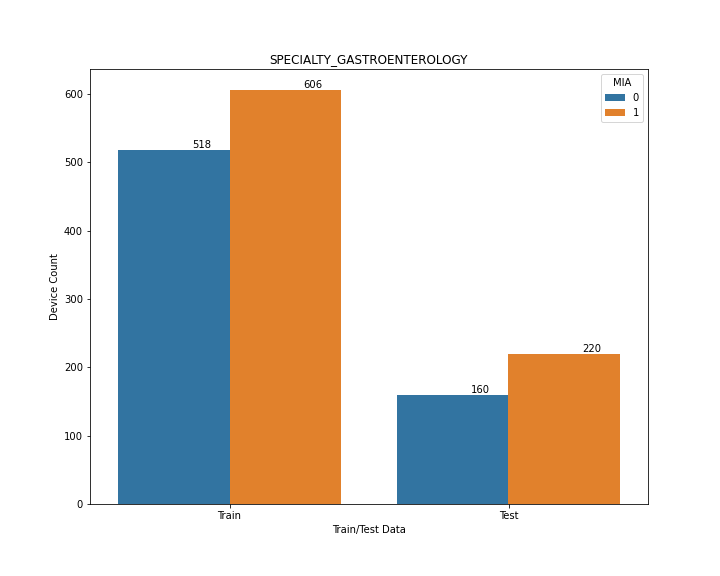 SPECIALTY_GASTROENTEROLOGY
MIA
0
1
606
518
220
160
600
500
400
300
200
100
0
Device Count
Train
Test
Train/Test Data